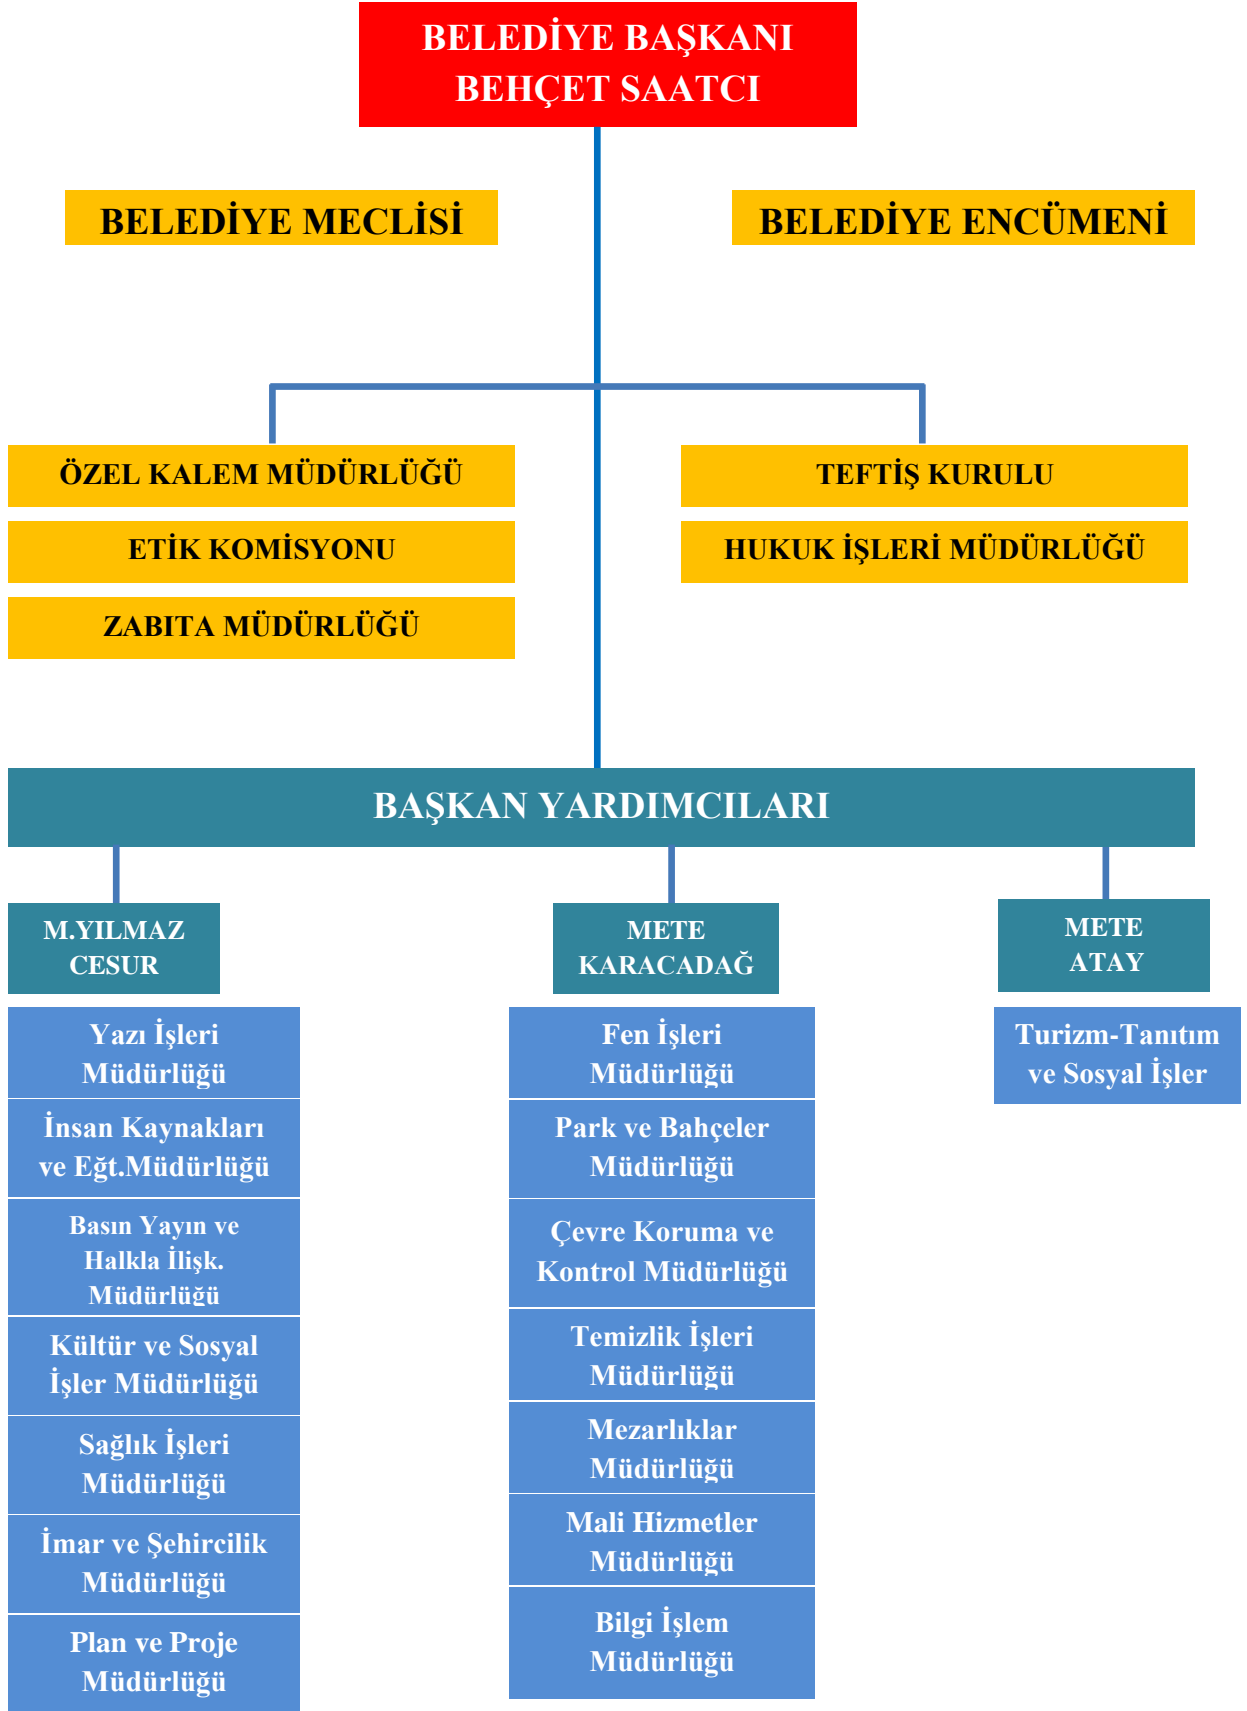 BELEDİYE BAŞKANI
BEHÇET SAATCI
BELEDİYE MECLİSİ
BELEDİYE ENCÜMENİ
ÖZEL KALEM MÜDÜRLÜĞÜ
ETİK KOMİSYONU
ZABITA MÜDÜRLÜĞÜ
TEFTİŞ KURULU
HUKUK İŞLERİ MÜDÜRLÜĞÜ
BAŞKAN YARDIMCILARI
M.YILMAZ
CESUR
Yazı İşleri
Müdürlüğü
İnsan Kaynakları
ve Eğt.Müdürlüğü
Basın Yayın ve
Halkla İlişk.
Müdürlüğü
Kültür ve Sosyal
İşler Müdürlüğü
Sağlık İşleri
Müdürlüğü
İmar ve Şehircilik
Müdürlüğü
Plan ve Proje
Müdürlüğü
METE
KARACADAĞ
Fen İşleri
Müdürlüğü
Park ve Bahçeler
Müdürlüğü
Çevre Koruma ve
Kontrol Müdürlüğü
Temizlik İşleri
Müdürlüğü
Mezarlıklar
Müdürlüğü
Mali Hizmetler
Müdürlüğü
Bilgi İşlem
Müdürlüğü
METE
ATAY
Turizm-Tanıtım
ve Sosyal İşler